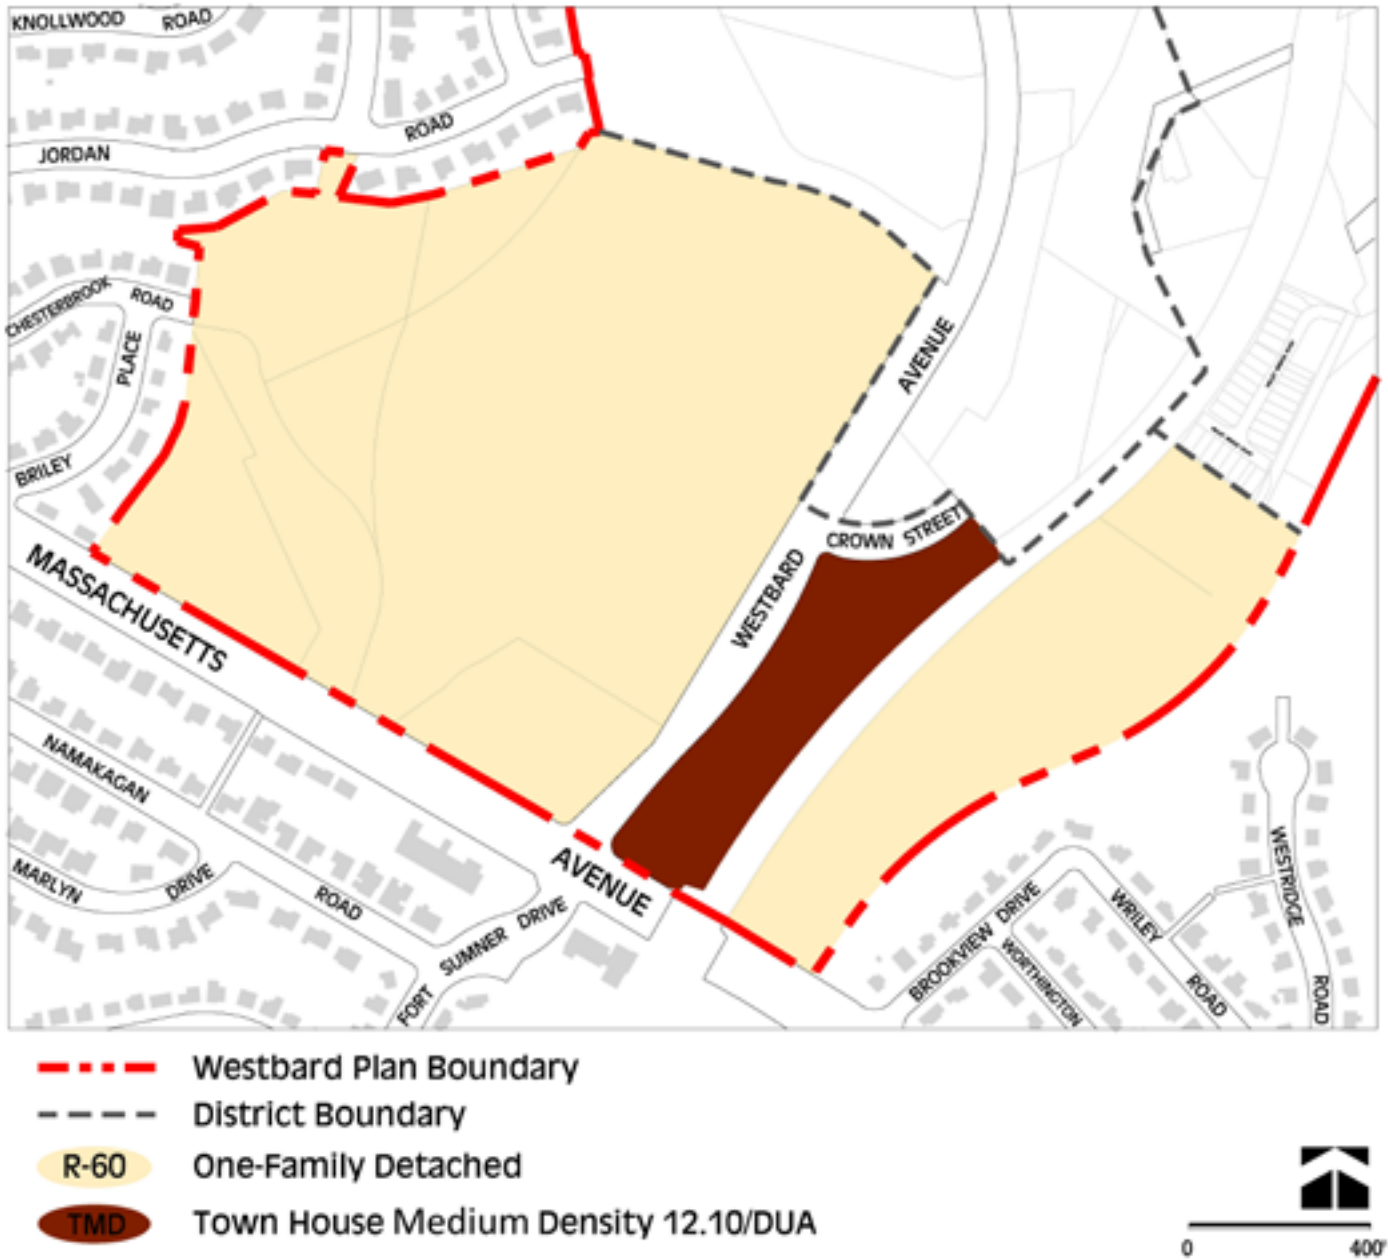 KNOLLWOOD ROAD
JORDAN ROAD
CHESTERBROOK ROAD
PLACE
BRILEY
AVENUE
CROWN STREET
WESTBARD
MASSACHUSETTS
AVENUE
NAMAKAGAN
ROAD
MARLYN DRIVE
SUMNER DRIVE
FORT
BROOKVIEW DRIVE
WORTHINGTON
WRILEY
ROAD
WESTRIDGE
ROAD
Westbard Plan Boundary
District Boundary
R-60 One-Family Detached
TMD Town House Medium Density 12.10/DUA
0 400'